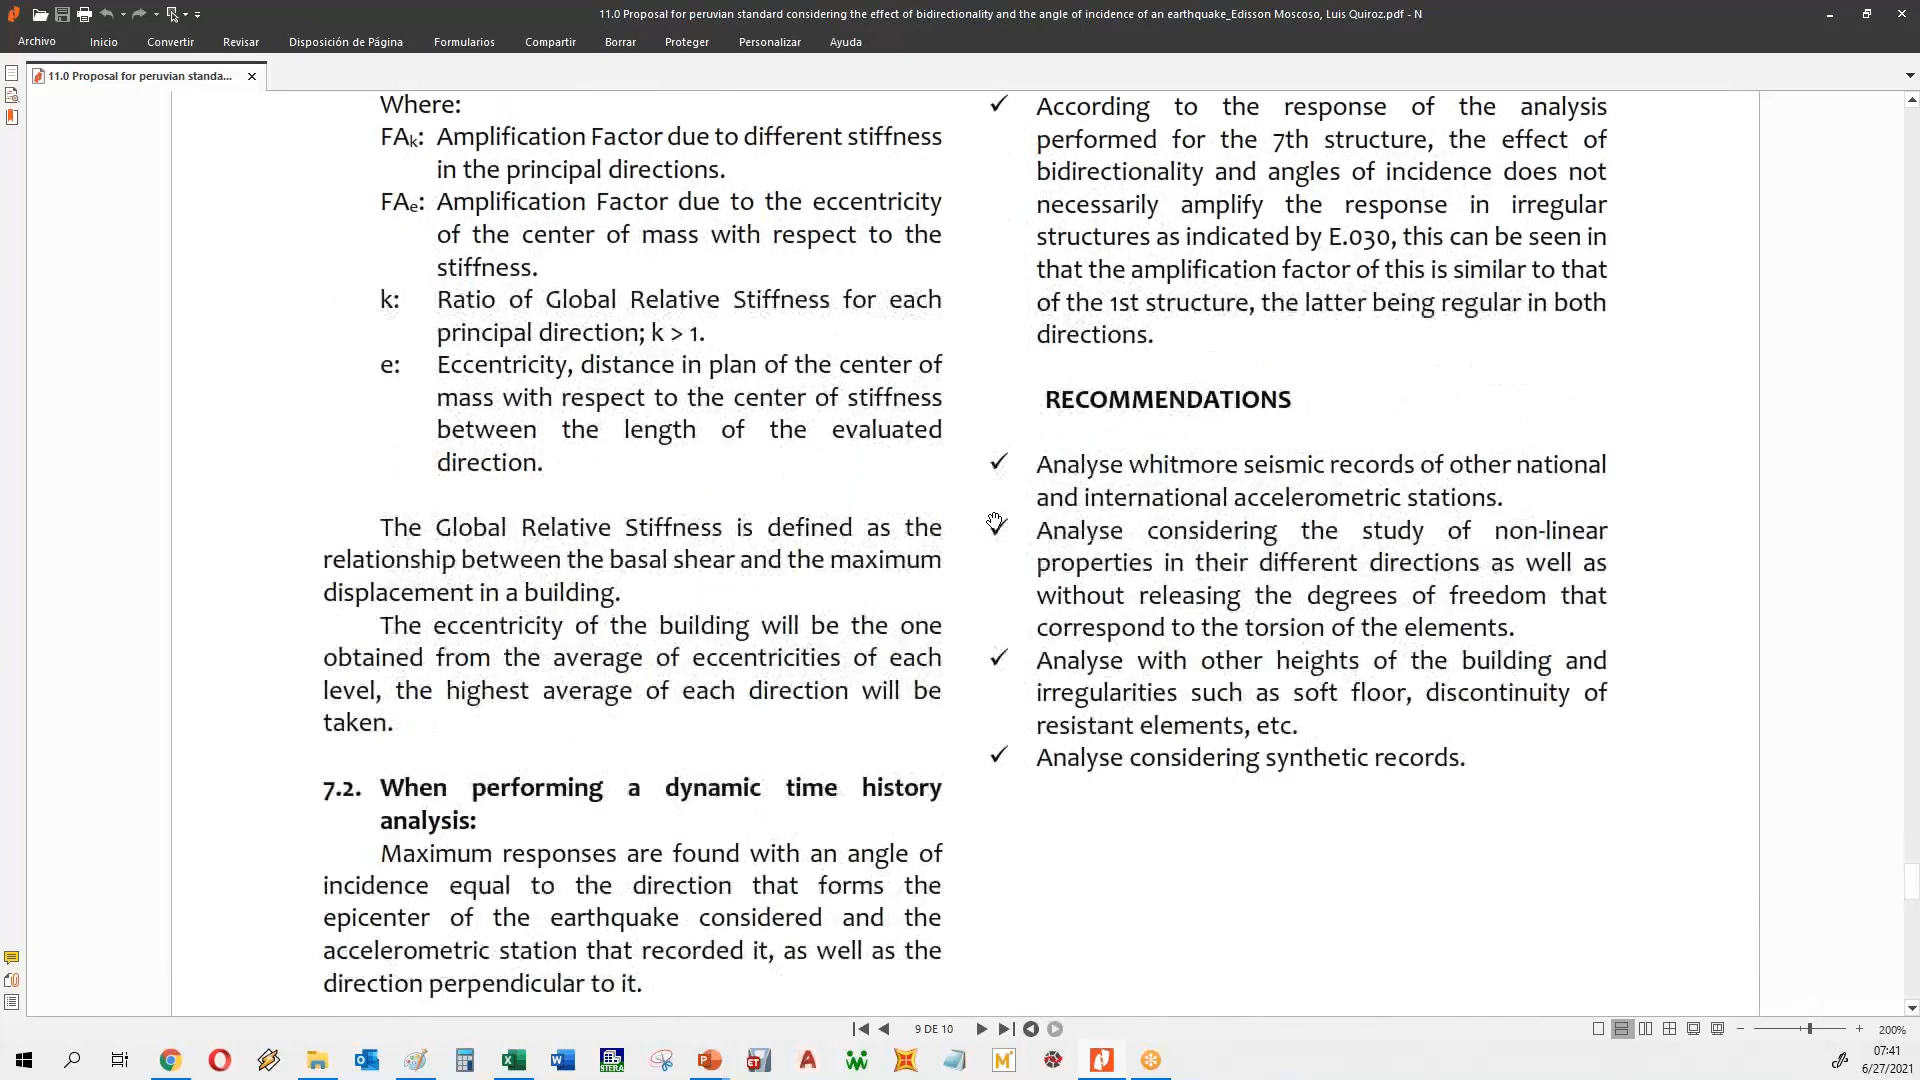 11.0 Proposal for peruvian standard considering the effect of bidirectionality and the angle of incidence of an earthquake_Edisson Moscoso, Luis Quiroz.pdf - N
Archivo Inicio Convertir Revisar Disposición de Página Formularios Compartir Borrar Proteger Personalizar Ayuda
11.0 Proposal for peruvian standa...
Where:
FAk: Amplification Factor due to different stiffness
in the principal directions.
FAe: Amplification Factor due to the eccentricity
of the center of mass with respect to the
stiffness.
k: Ratio of Global Relative Stiffness for each
principal direction; k > 1.
e: Eccentricity, distance in plan of the center of
mass with respect to the center of stiffness
between the length of the evaluated
direction.
The Global Relative Stiffness is defined as the
relationship between the basal shear and the maximum
displacement in a building.
The eccentricity of the building will be the one
obtained from the average of eccentricities of each
level, the highest average of each direction will be
taken.
7.2. When performing a dynamic time history
analysis:
Maximum responses are found with an angle of
incidence equal to the direction that forms the
epicenter of the earthquake considered and the
accelerometric station that recorded it, as well as the
direction perpendicular to it.
✓ According to the response of the analysis
performed for the 7th structure, the effect of
bidirectionality and angles of incidence does not
necessarily amplify the response in irregular
structures as indicated by E.030, this can be seen in
that the amplification factor of this is similar to that
of the 1st structure, the latter being regular in both
directions.
RECOMMENDATIONS
✓ Analyse whitmore seismic records of other national
and international accelerometric stations.
✓ Analyse considering the study of non-linear
properties in their different directions as well as
without releasing the degrees of freedom that
correspond to the torsion of the elements.
✓ Analyse with other heights of the building and
irregularities such as soft floor, discontinuity of
resistant elements, etc.
✓ Analyse considering synthetic records.
9 DE 10
200%
STERA
ET
07:41
6/27/2021